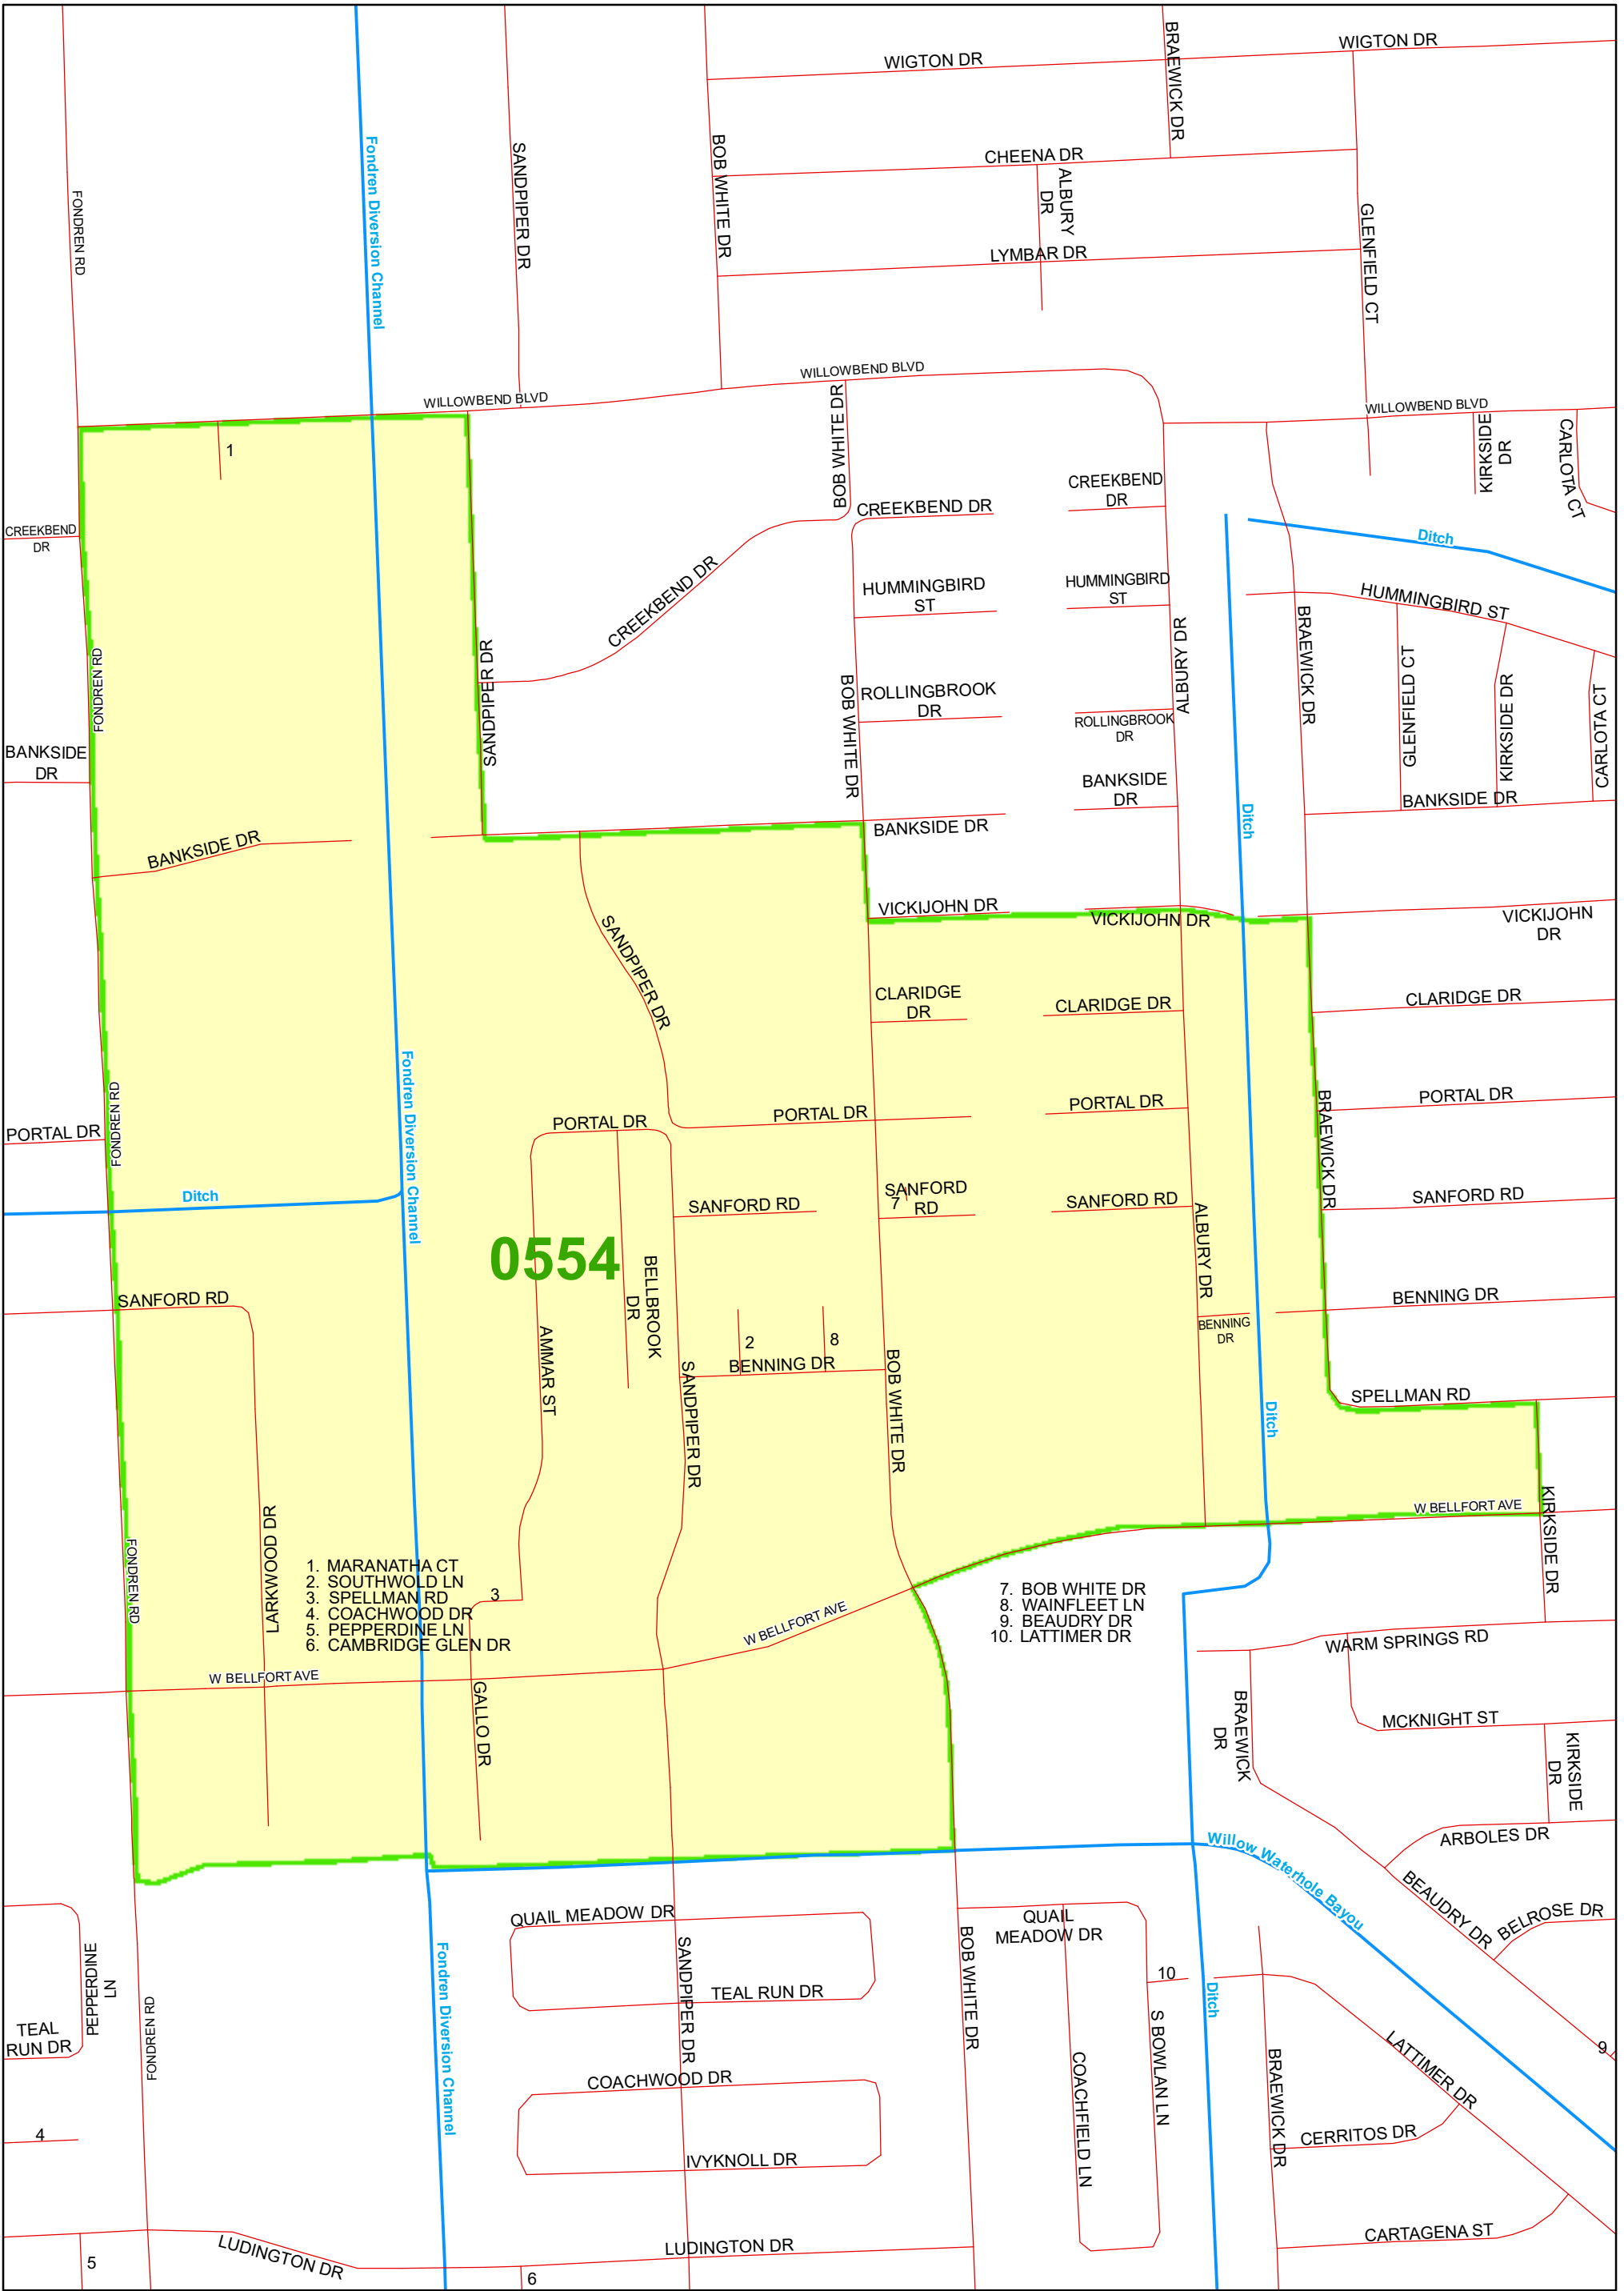 WIGTON DR
WIGTON DR
BRAEWICK DR
Fondren Diversion Channel
SANDPIPER DR
BOB WHITE DR
CHEENA DR
ALBURY
DR
FONDREN RD
GLENFIELD CT
LYMBAR DR
WILLOWBEND BLVD
WILLOWBEND BLVD
WILLOWBEND BLVD
BOB WHITE DR
KIRKSIDE
DR
CARLOTA CT
1
CREEKBEND
DR
CREEKBEND DR
CREEKBEND
DR
Ditch
CREEKBEND DR
HUMMINGBIRD
ST
HUMMINGBIRD
ST
HUMMINGBIRD ST
FONDREN RD
SANDPIPER DR
BOB WHITE DR
ALBURY DR
BRAEWICK DR
GLENFIELD CT
KIRKSIDE DR
CARLOTA CT
ROLLINGBROOK
DR
ROLLINGBROOK
DR
BANKSIDE
DR
BANKSIDE
DR
BANKSIDE DR
BANKSIDE DR
BANKSIDE DR
Ditch
VICKIJOHN DR
VICKIJOHN DR
VICKIJOHN
DR
SANDPIPER DR
CLARIDGE
DR
CLARIDGE DR
CLARIDGE DR
Fondren Diversion Channel
FONDREN RD
PORTAL DR
PORTAL DR
PORTAL DR
PORTAL DR
PORTAL DR
BRAEWICK DR
Ditch
SANFORD RD
SANFORD
RD
7
SANFORD RD
SANFORD RD
ALBURY DR
0554
BELLBROOK
DR
SANFORD RD
AMMAR ST
2
8
BENNING DR
BENNING
DR
BENNING DR
SANDPIPER DR
BOB WHITE DR
SPELLMAN RD
Ditch
LARKWOOD DR
FONDREN RD
W BELLFORT AVE
KIRKSIDE DR
1. MARANATHA CT
2. SOUTHWOLD LN
3. SPELLMAN RD
4. COACHWOOD DR
5. PEPPERDINE LN
6. CAMBRIDGE GLEN DR
3
7. BOB WHITE DR
8. WAINFLEET LN
9. BEAUDRY DR
10. LATTIMER DR
W BELLFORT AVE
W BELLFORT AVE
WARM SPRINGS RD
GALLO DR
BRAEWICK
DR
MCKNIGHT ST
KIRKSIDE
DR
ARBOLES DR
Willow Waterhole Bayou
BEAUDRY DR
BELROSE DR
QUAIL MEADOW DR
QUAIL
MEADOW DR
PEPPERDINE
LN
TEAL
RUN DR
FONDREN RD
Fondren Diversion Channel
SANDPIPER DR
TEAL RUN DR
BOB WHITE DR
10
Ditch
S BOWLAN LN
COACHFIELD LN
BRAEWICK DR
LATTIMER DR
9
COACHWOOD DR
4
IVYKNOLL DR
CERRITOS DR
CARTAGENA ST
LUDINGTON DR
LUDINGTON DR
5
6